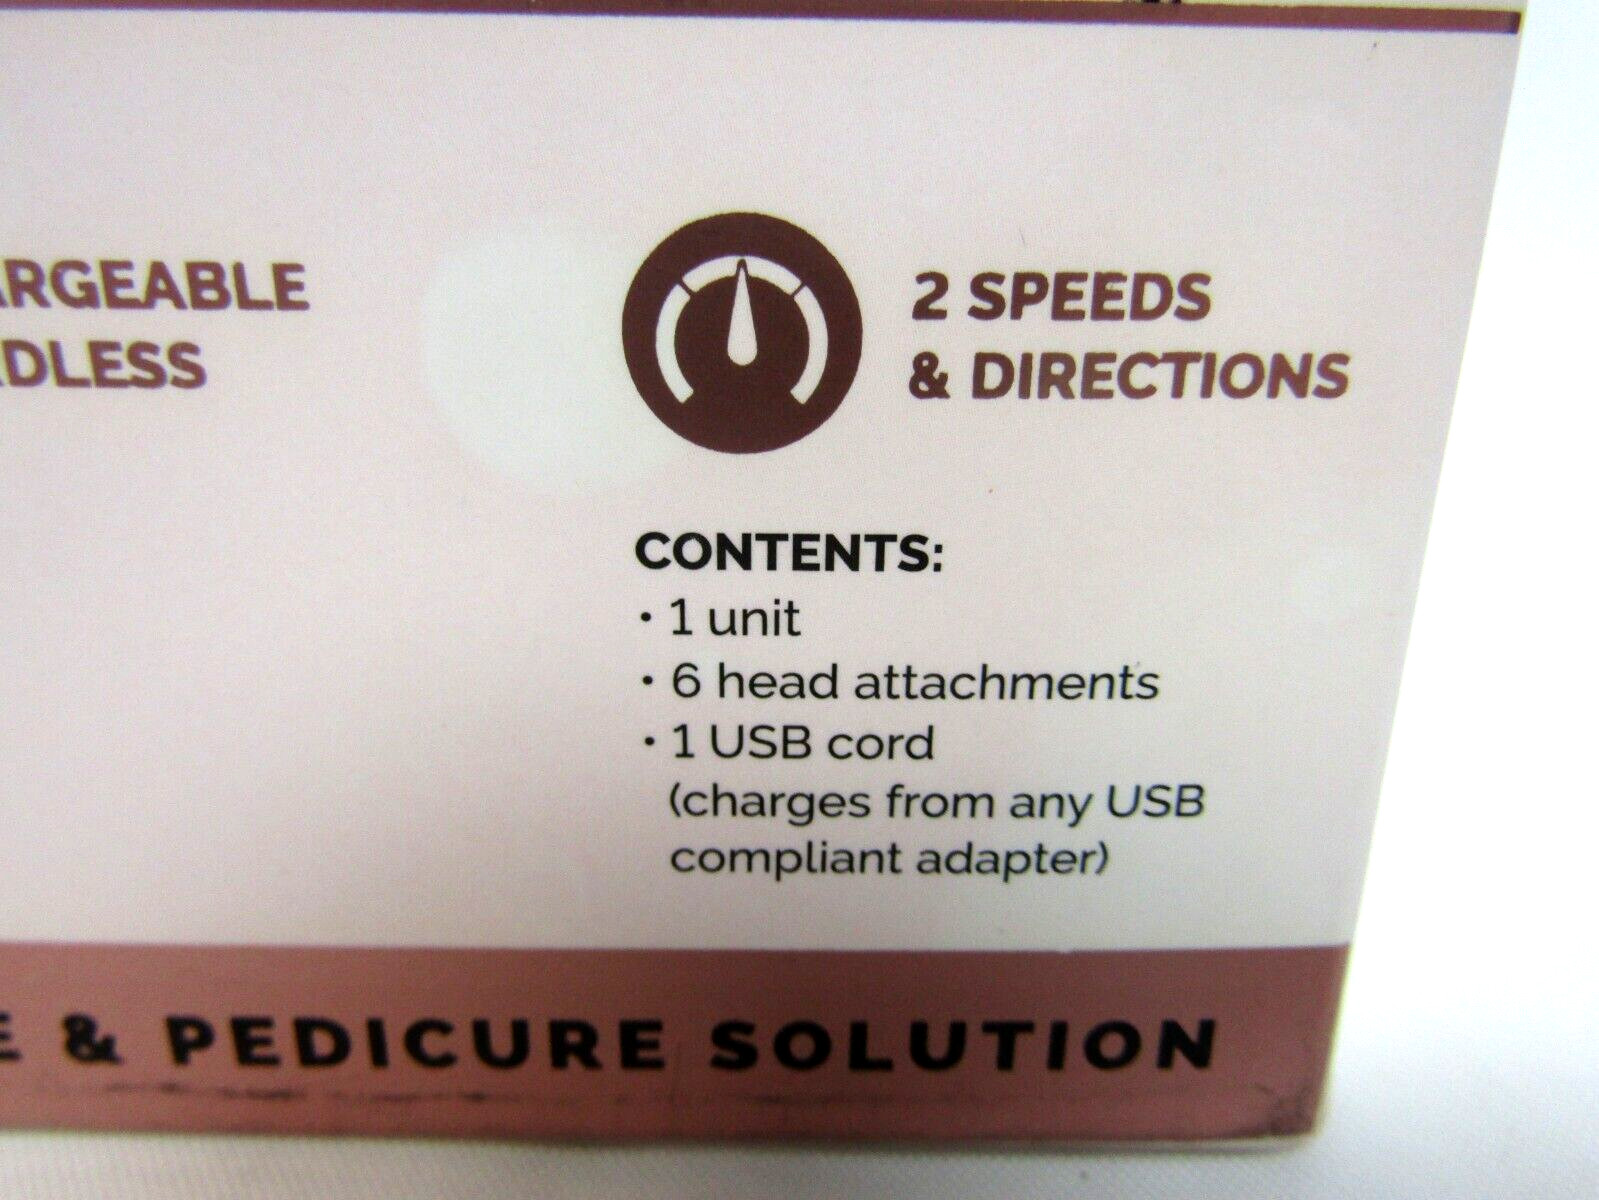 ARGEABLE
DLESS
2 SPEEDS
& DIRECTIONS
CONTENTS:
• 1 unit
• 6 head attachments
• 1 USB cord
(charges from any USB
compliant adapter)
E & PEDICURE SOLUTION